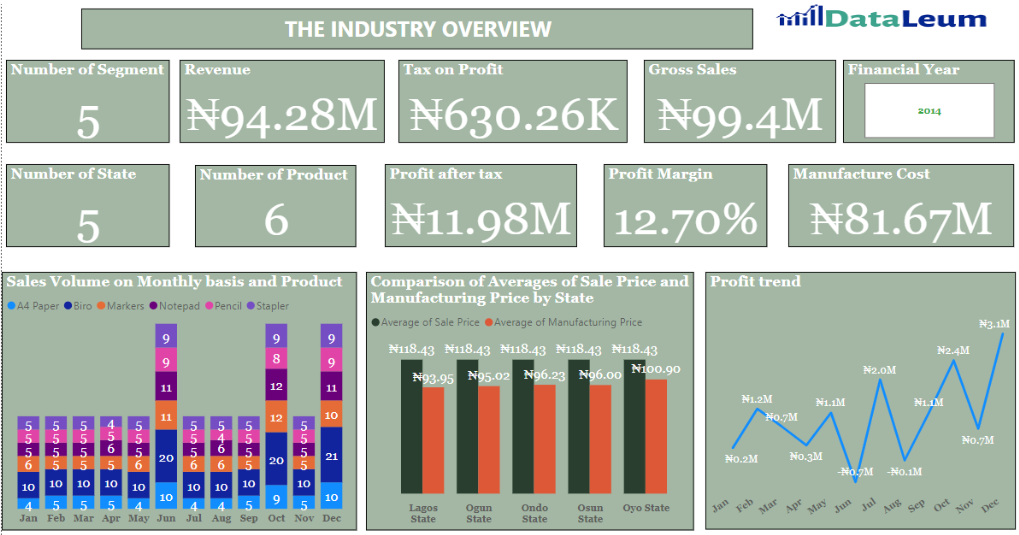 THE INDUSTRY OVERVIEW
DataLeum
Number of Segment
5
Revenue
₦94.28M
Tax on Profit
₦630.26K
Gross Sales
₦99.4M
Financial Year
2014
Number of State
5
Number of Product
6
Profit after tax
₦11.98M
Profit Margin
12.70%
Manufacture Cost
₦81.67M
Sales Volume on Monthly basis and Product
A4 Paper Biro Markers Notepad Pencil Stapler
9 9 9
9 8 9
11 12 11
11 12 10
20 20 21
10 9 10
5 5 5 4 5 5 5 5 5
5 5 5 5 5 5 4 5 5
5 5 5 6 5 5 6 5 5
6 5 5 5 6 6 6 5 5
10 10 10 10 10 10 10 10 10
4 5 5 5 4 4 4 5 5
Jan Feb Mar Apr May Jun Jul Aug Sep Oct Nov Dec
Comparison of Averages of Sale Price and
Manufacturing Price by State
Average of Sale Price Average of Manufacturing Price
₦118.43 ₦118.43 ₦118.43 ₦118.43 ₦118.43
₦93.95 ₦95.02 ₦96.23 ₦96.00 ₦100.90
Lagos State
Ogun State
Ondo State
Osun State
Oyo State
Profit trend
₦0.2M
₦1.2M
₦0.7M
₦0.3M
₦1.1M
-₦0.7M
₦2.0M
-₦0.1M
₦1.1M
₦2.4M
₦0.7M
₦3.1M
Jan Feb Mar Apr May Jun Jul Aug Sep Oct Nov Dec